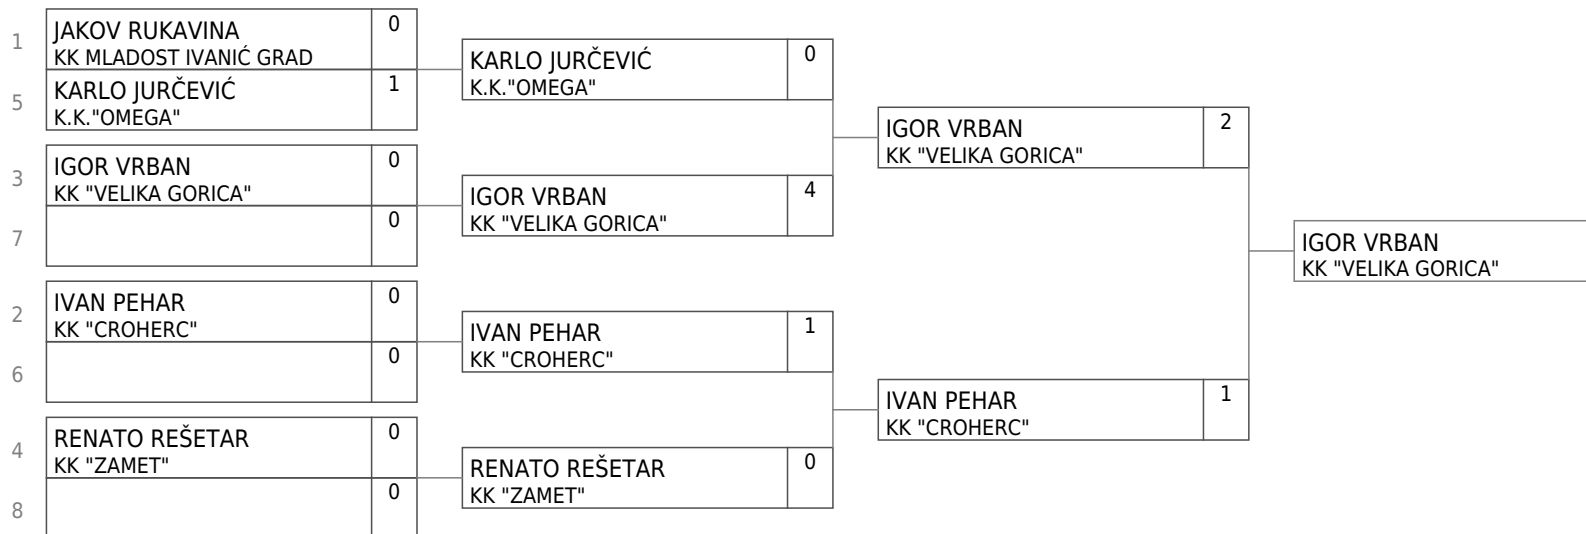 1
JAKOV RUKAVINA
KK MLADOST IVANIĆ GRAD
0
5
KARLO JURČEVIĆ
K.K."OMEGA"
1
3
IGOR VRBAN
KK "VELIKA GORICA"
0
7
0
2
IVAN PEHAR
KK "CROHERC"
0
6
0
4
RENATO REŠETAR
KK "ZAMET"
0
8
0
KARLO JURČEVIĆ
K.K."OMEGA"
0
IGOR VRBAN
KK "VELIKA GORICA"
4
IVAN PEHAR
KK "CROHERC"
1
RENATO REŠETAR
KK "ZAMET"
0
IGOR VRBAN
KK "VELIKA GORICA"
2
IVAN PEHAR
KK "CROHERC"
1
IGOR VRBAN
KK "VELIKA GORICA"